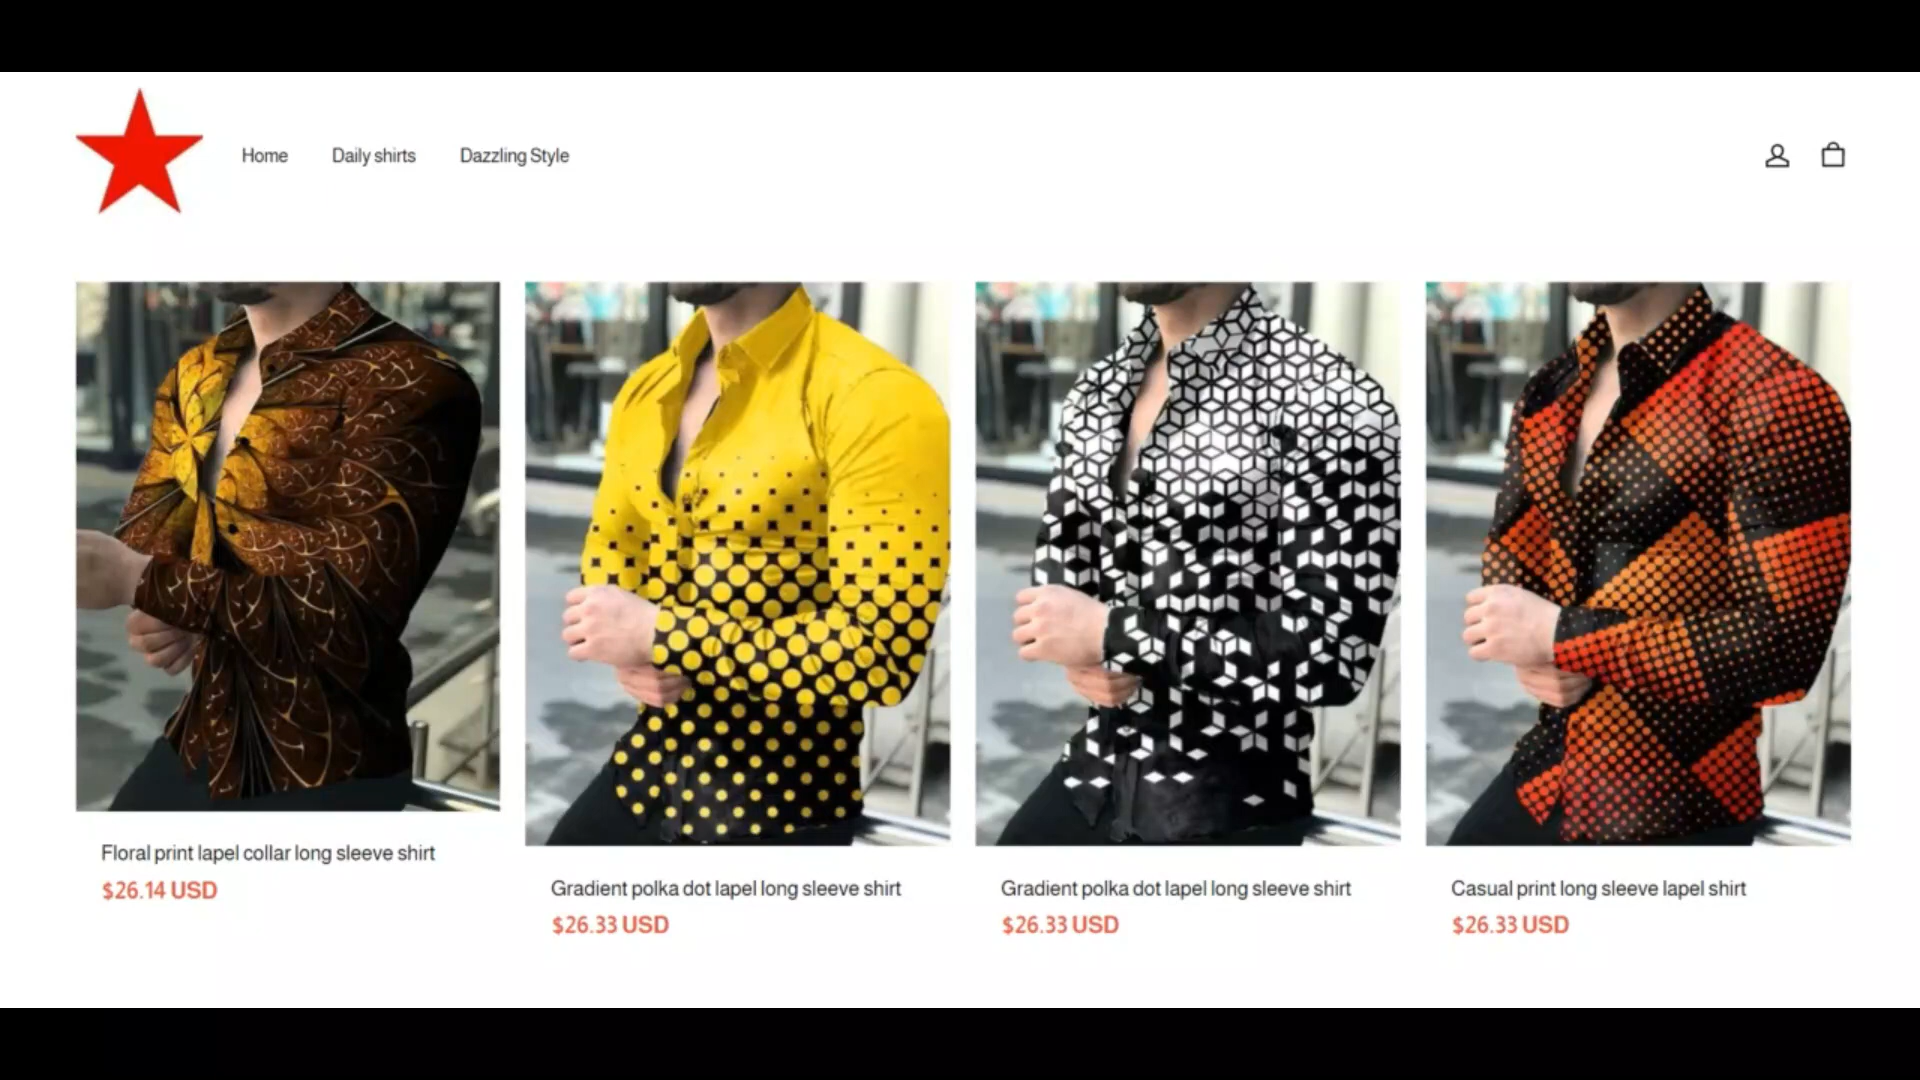 Home
Daily shirts
Dazzling Style
Floral print lapel collar long sleeve shirt
$26.14 USD
Gradient polka dot lapel long sleeve shirt
$26.33 USD
Gradient polka dot lapel long sleeve shirt
$26.33 USD
Casual print long sleeve lapel shirt
$26.33 USD